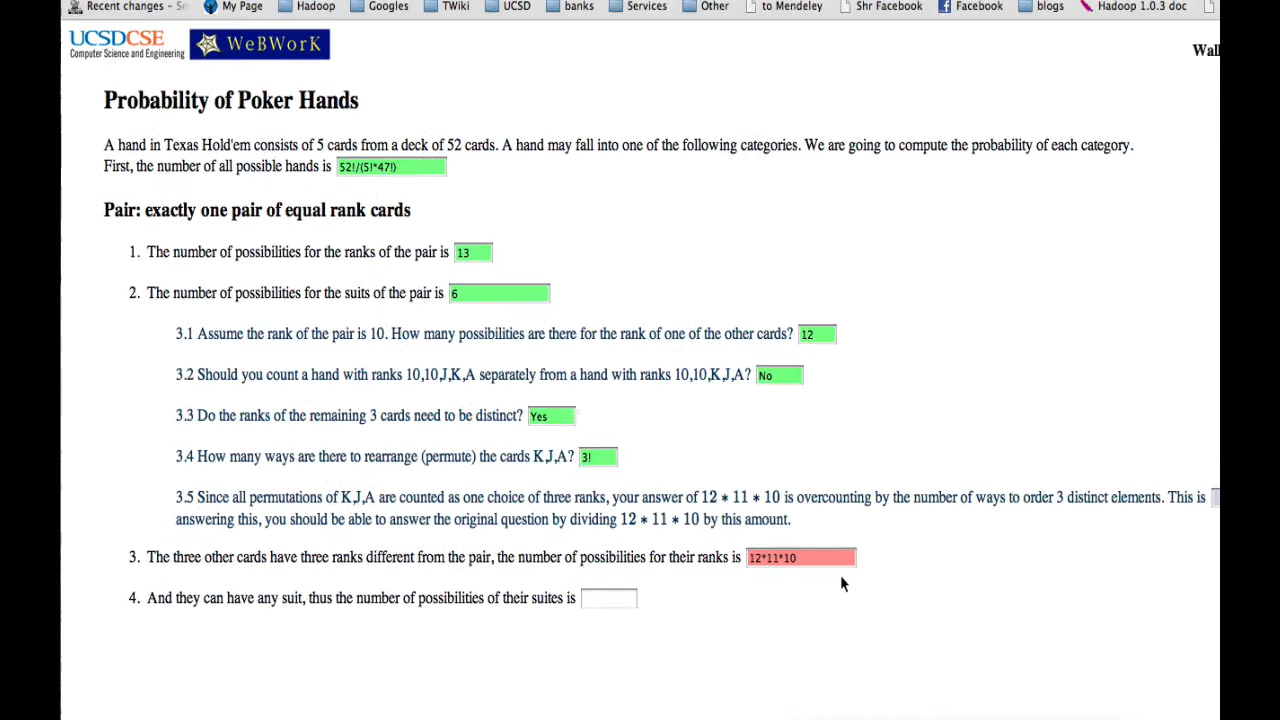 Recent changes - Se My Page Hadoop Googles TWiki UCSD banks Services Other to Mendeley Shr Facebook Facebook blogs Hadoop 1.0.3 doc
UCSDCSE WeBWorK
Computer Science and Engineering
Wall
Probability of Poker Hands
A hand in Texas Hold'em consists of 5 cards from a deck of 52 cards. A hand may fall into one of the following categories. We are going to compute the probability of each category.
First, the number of all possible hands is 52!/(5!*47!)
Pair: exactly one pair of equal rank cards
1. The number of possibilities for the ranks of the pair is 13
2. The number of possibilities for the suits of the pair is 6
3.1 Assume the rank of the pair is 10. How many possibilities are there for the rank of one of the other cards? 12
3.2 Should you count a hand with ranks 10,10,J,K,A separately from a hand with ranks 10,10,K,J,A? No
3.3 Do the ranks of the remaining 3 cards need to be distinct? Yes
3.4 How many ways are there to rearrange (permute) the cards K,J,A? 3!
3.5 Since all permutations of K,J,A are counted as one choice of three ranks, your answer of 12 * 11 * 10 is overcounting by the number of ways to order 3 distinct elements. This is
answering this, you should be able to answer the original question by dividing 12 * 11 * 10 by this amount.
3. The three other cards have three ranks different from the pair, the number of possibilities for their ranks is 12*11*10
4. And they can have any suit, thus the number of possibilities of their suites is